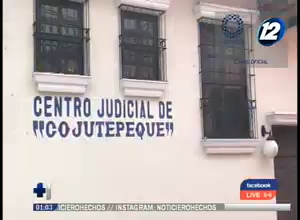 12
CANAL OFICIAL
CENTRO JUDICIAL DE
"COJUTEPEQUE"
facebook
LIVE
01:03
NOTICIEROHECHOS // INSTAGRAM: NOTICIEROHECHOS